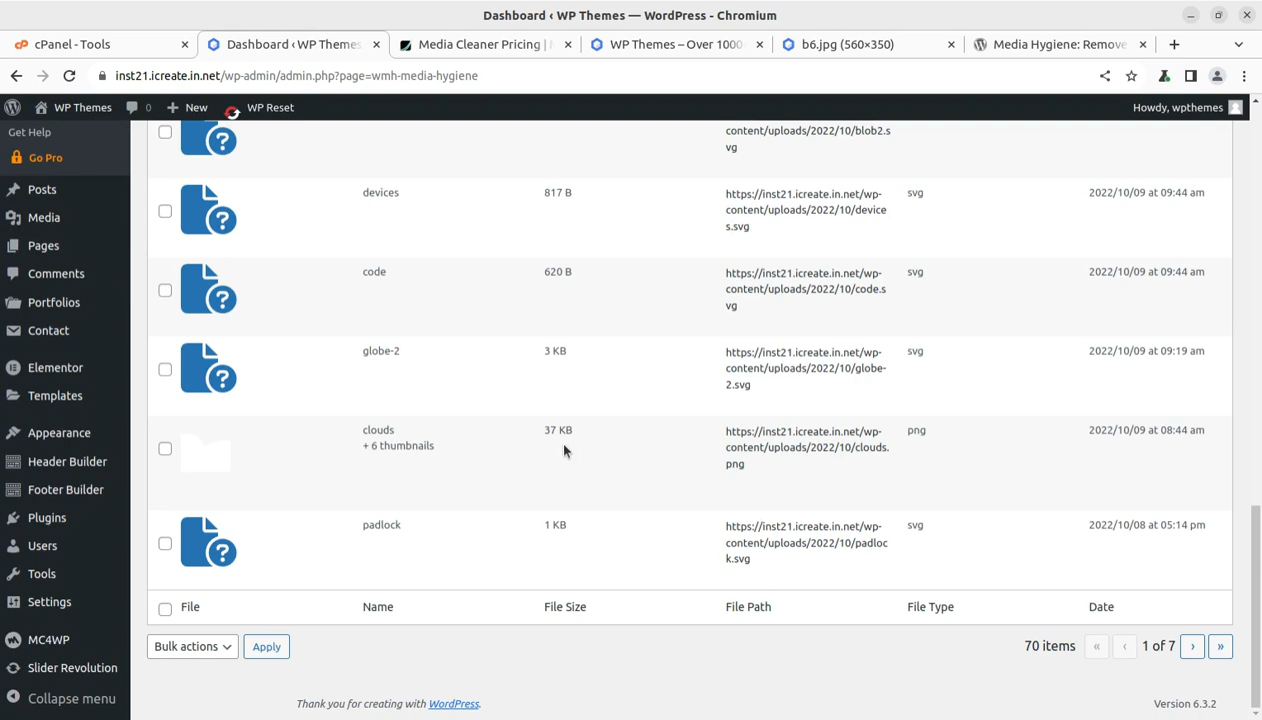 Dashboard ‹ WP Themes — WordPress - Chromium
cPanel - Tools
Dashboard ‹ WP Themes
Media Cleaner Pricing |
WP Themes – Over 1000
b6.jpg (560×350)
Media Hygiene: Remove
inst21.icreate.in.net/wp-admin/admin.php?page=wmh-media-hygiene
WP Themes
0
New
WP Reset
Howdy, wpthemes
Get Help
Go Pro
Posts
Media
Pages
Comments
Portfolios
Contact
Elementor
Templates
Appearance
Header Builder
Footer Builder
Plugins
Users
Tools
Settings
MC4WP
Slider Revolution
Collapse menu
content/uploads/2022/10/blob2.s
vg
devices
817 B
https://inst21.icreate.in.net/wp-
content/uploads/2022/10/device
s.svg
svg
2022/10/09 at 09:44 am
code
620 B
https://inst21.icreate.in.net/wp-
content/uploads/2022/10/code.s
vg
svg
2022/10/09 at 09:44 am
globe-2
3 KB
https://inst21.icreate.in.net/wp-
content/uploads/2022/10/globe-
2.svg
svg
2022/10/09 at 09:19 am
clouds
+ 6 thumbnails
37 KB
https://inst21.icreate.in.net/wp-
content/uploads/2022/10/clouds.
png
png
2022/10/09 at 08:44 am
padlock
1 KB
https://inst21.icreate.in.net/wp-
content/uploads/2022/10/padloc
k.svg
svg
2022/10/08 at 05:14 pm
File
Name
File Size
File Path
File Type
Date
Bulk actions
Apply
70 items
«
‹
1 of 7
›
»
Thank you for creating with WordPress.
Version 6.3.2